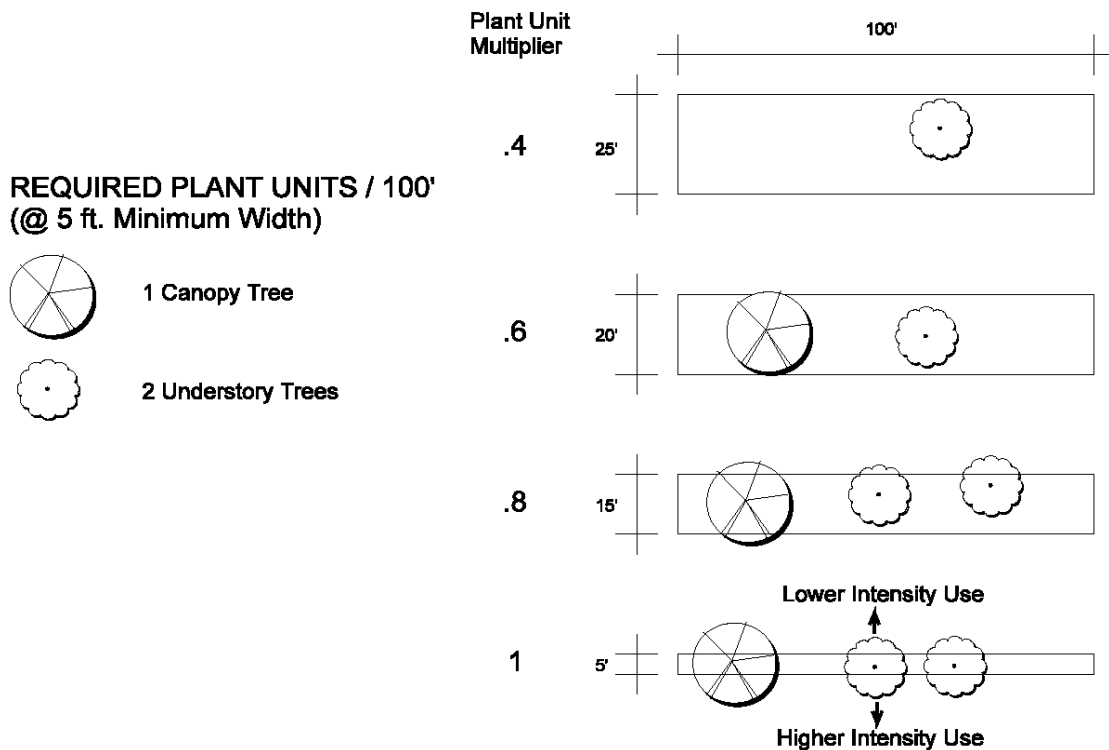 Plant Unit
Multiplier
100'
.4
25'
REQUIRED PLANT UNITS / 100'
(@ 5 ft. Minimum Width)
1 Canopy Tree
.6
20'
2 Understory Trees
.8
15'
Lower Intensity Use
1
5'
Higher Intensity Use